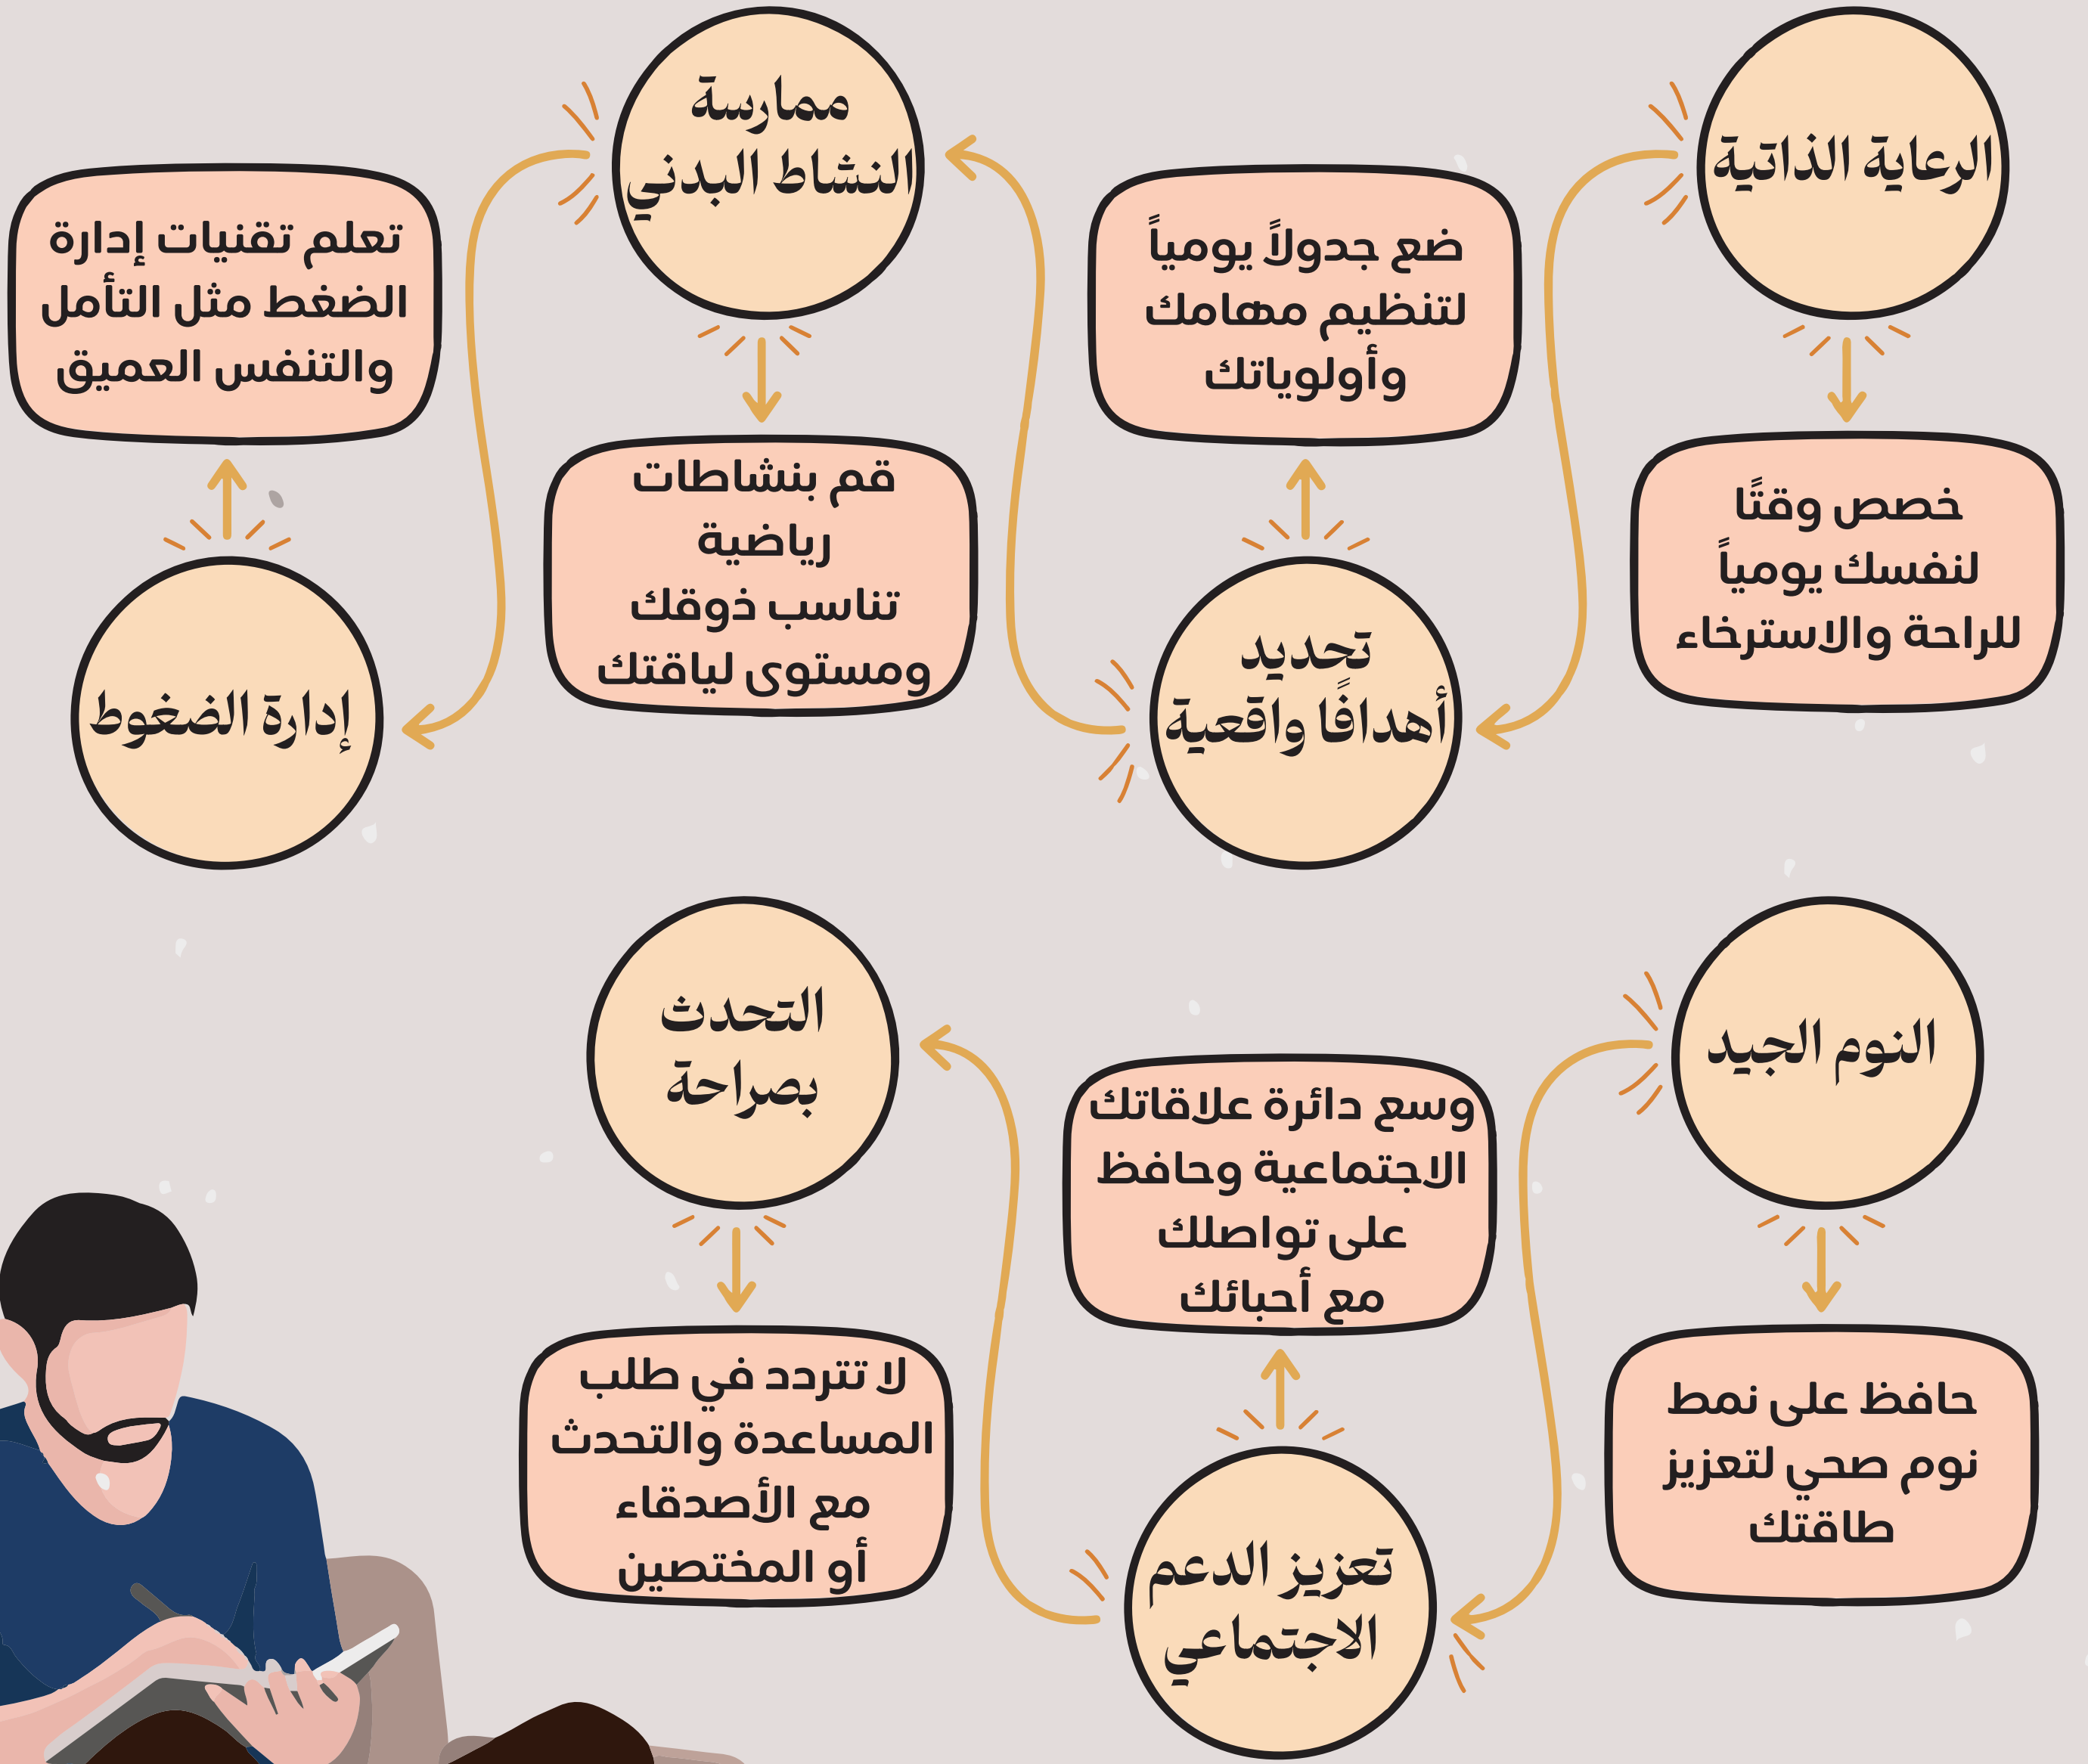 الرعاية الذاتية
خصص وقتًا
لنفسك يومياً
للراحة والاسترخاء
تحديد
أهدافًا واقعية
ضع جدولاً يومياً
لتنظيم مهامك
وأولوياتك
ممارسة
النشاط البدني
قم بنشاطات
رياضية
تناسب ذوقك
ومستوى لياقتك
إدارة الضغوط
تعلم تقنيات إدارة
الضغط مثل التأمل
والتنفس العميق
النوم الجيد
حافظ على نمط
نوم صحي لتعزيز
طاقتك
تعزيز الدعم
الاجتماعي
وسع دائرة علاقاتك
الاجتماعية وحافظ
على تواصلك
مع أحبائك
التحدث
بصراحة
لا تتردد في طلب
المساعدة والتحدث
مع الأصدقاء
أو المختصين